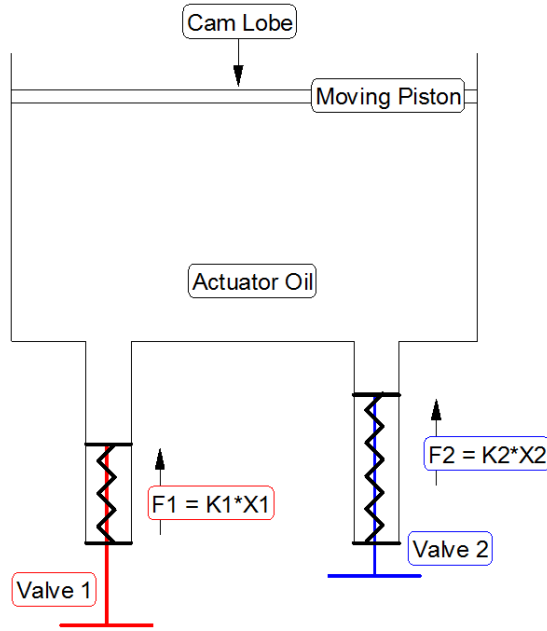 Cam Lobe
Moving Piston
Actuator Oil
F1 = K1*X1
F2 = K2*X2
Valve 1
Valve 2